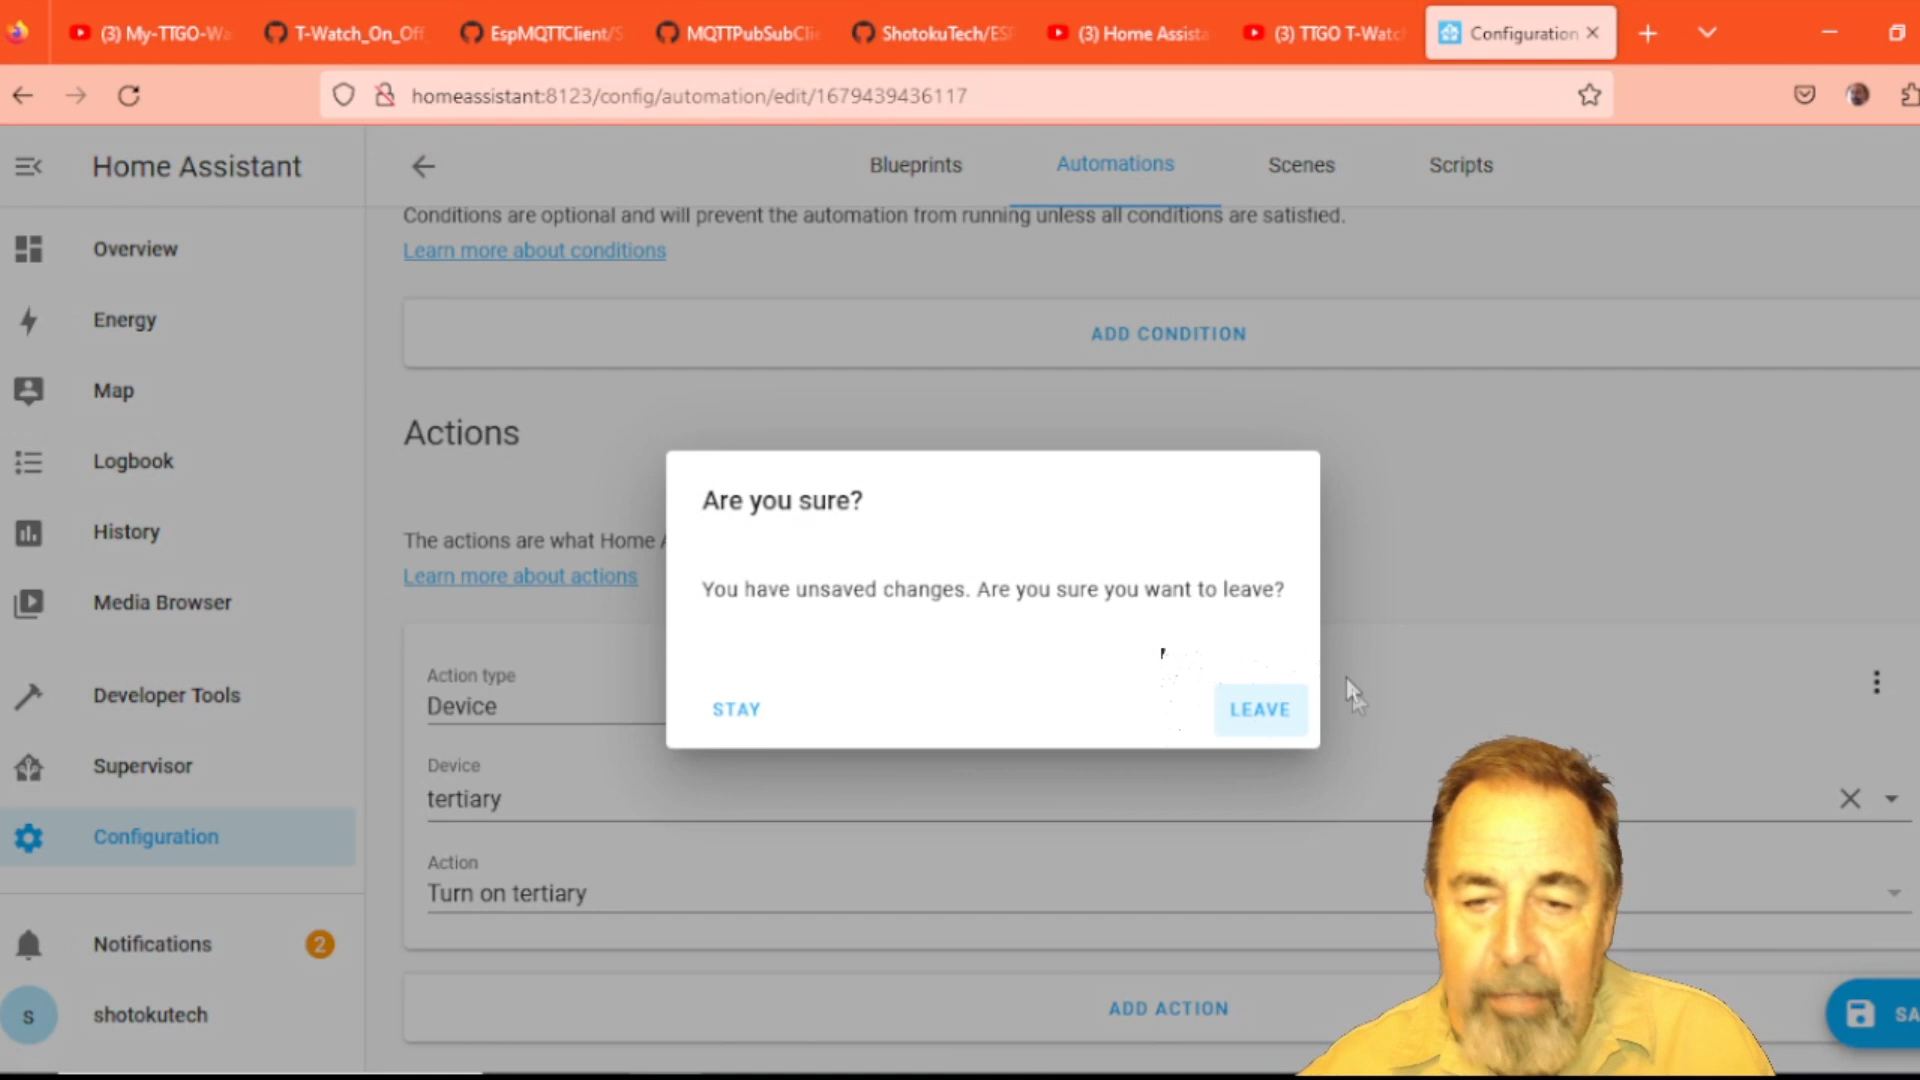 (3) My-TTGO-Wa
T-Watch_On_Off
EspMQTTClient/S
MQTTPubSubClie
ShotokuTech/ESP
(3) Home Assista
(3) TTGO T-Watc
Configuration
homeassistant:8123/config/automation/edit/1679439436117
Home Assistant
Blueprints
Automations
Scenes
Scripts
Overview
Energy
Map
Logbook
History
Media Browser
Developer Tools
Supervisor
Configuration
Notifications
2
s
shotokutech
Conditions are optional and will prevent the automation from running unless all conditions are satisfied.
Learn more about conditions
ADD CONDITION
Actions
The actions are what Home A
Learn more about actions
Are you sure?
You have unsaved changes. Are you sure you want to leave?
STAY
LEAVE
Action type
Device
Device
tertiary
Action
Turn on tertiary
ADD ACTION
SA